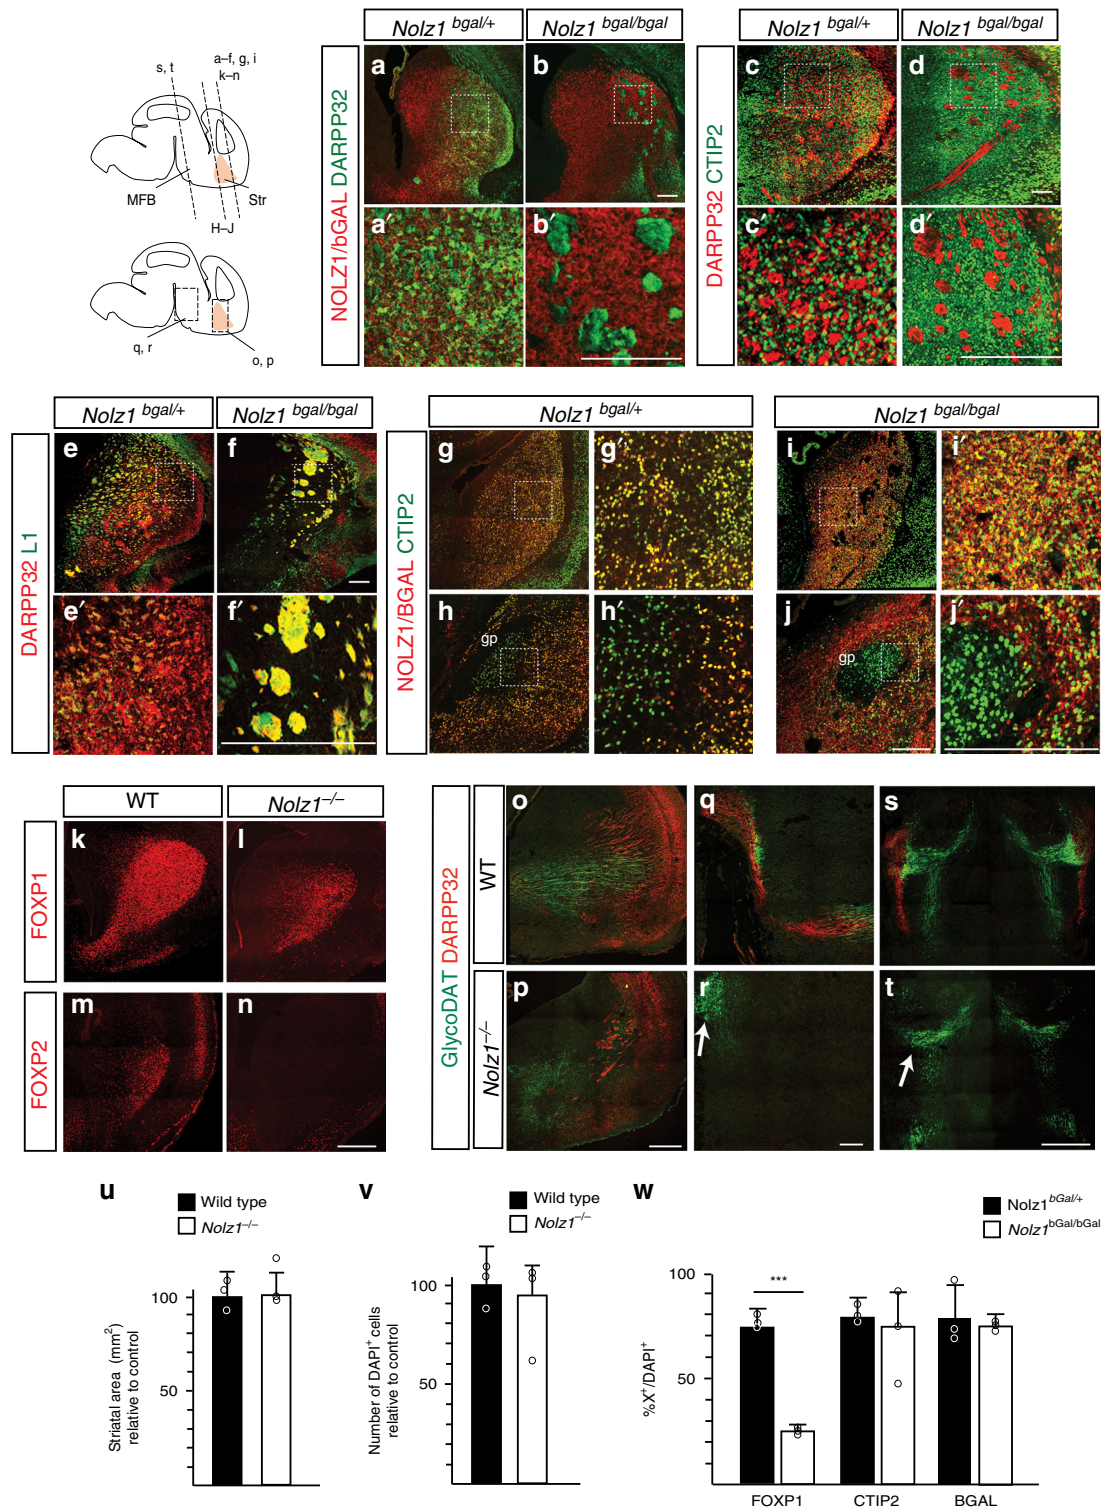 s, t
a–f, g, i
k–n
MFB
Str
H–J
q, r
o, p
Nolz1 bgal/+
Nolz1 bgal/bgal
NOLZ1/bGAL DARPP32
a
b
a′
b′
Nolz1 bgal/+
Nolz1 bgal/bgal
DARPP32 CTIP2
c
d
c′
d′
Nolz1 bgal/+
Nolz1 bgal/bgal
DARPP32 L1
e
f
e′
f′
Nolz1 bgal/+
Nolz1 bgal/bgal
NOLZ1/BGAL CTIP2
g
g′
i
i′
h
gp
h′
j
gp
j′
WT
Nolz1–/–
FOXP1
k
l
FOXP2
m
n
GlycoDAT DARPP32
WT
o
q
s
Nolz1–/–
p
r
t
u
Wild type
Nolz1–/–
Striatal area (mm2)
relative to control
100
50
v
Wild type
Nolz1–/–
Number of DAPI+ cells
relative to control
100
50
w
Nolz1bGal/+
Nolz1bGal/bGal
%X+/DAPI+
100
50
***
FOXP1
CTIP2
BGAL